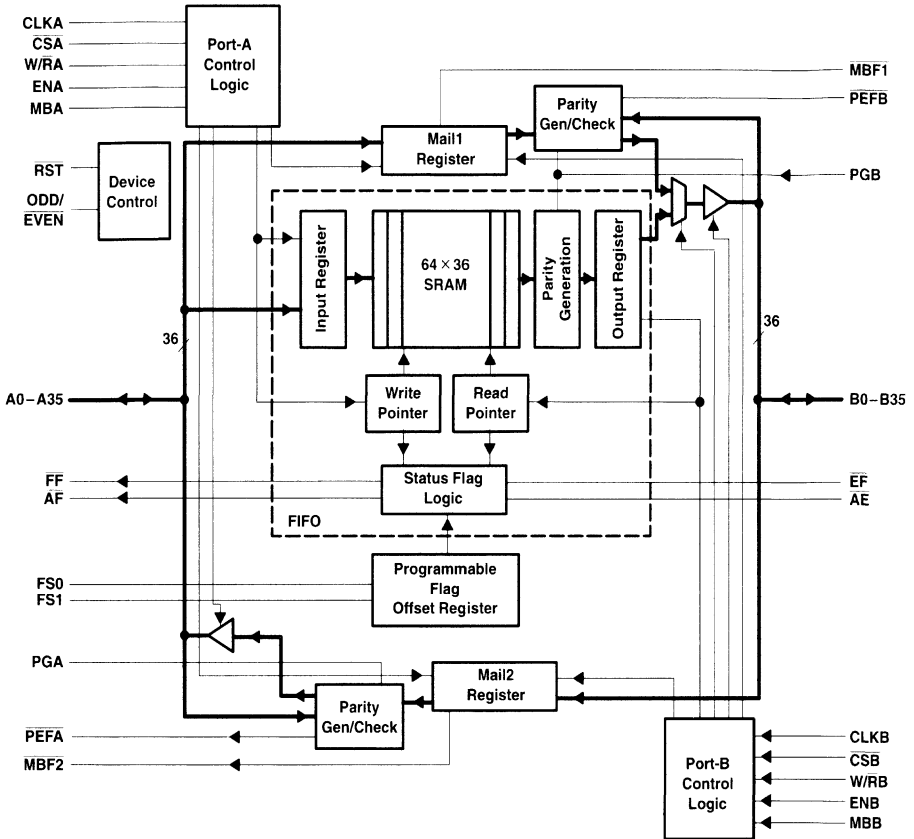 CLKA
CSA
W/RA
ENA
MBA
Port-A
Control
Logic
MBF1
PEFB
Parity
Gen/Check
Mail1
Register
PGB
RST
ODD/
EVEN
Device
Control
Input Register
64 × 36
SRAM
Parity
Generation
Output Register
36
36
Write
Pointer
Read
Pointer
A0–A35
B0–B35
FF
AF
Status Flag
Logic
EF
AE
FIFO
FS0
FS1
Programmable
Flag
Offset Register
PGA
Mail2
Register
Parity
Gen/Check
PEFA
MBF2
Port-B
Control
Logic
CLKB
CSB
W/RB
ENB
MBB